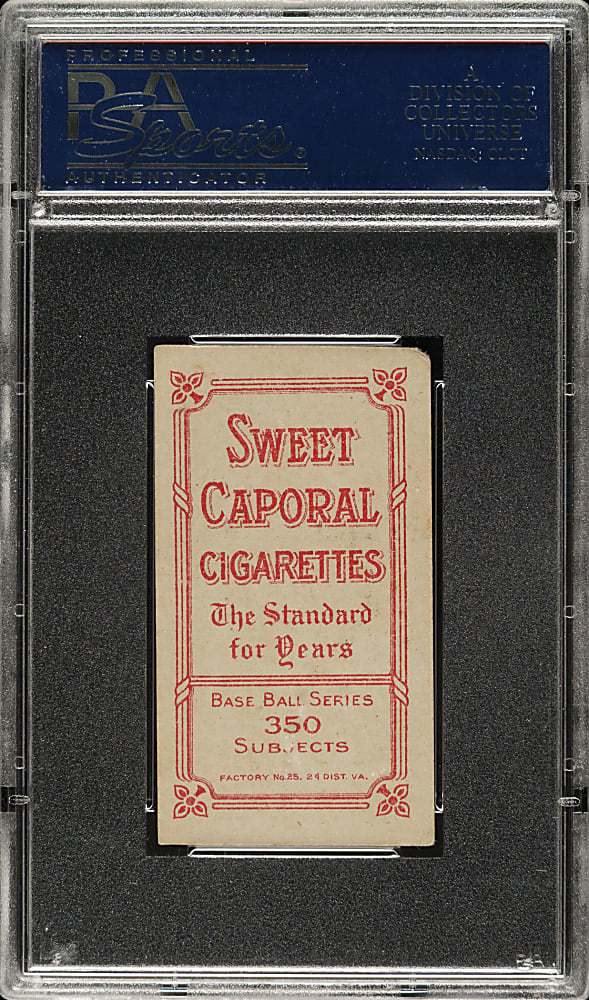 PROFESSIONAL
PSA
Sports
AUTHENTICATOR
A
DIVISION OF
COLLECTORS
UNIVERSE
NASDAQ: CLCT
SWEET
CAPORAL
CIGARETTES
The Standard
for Years
BASE BALL SERIES
350
SUBJECTS
FACTORY No. 25, 2d DIST. VA.